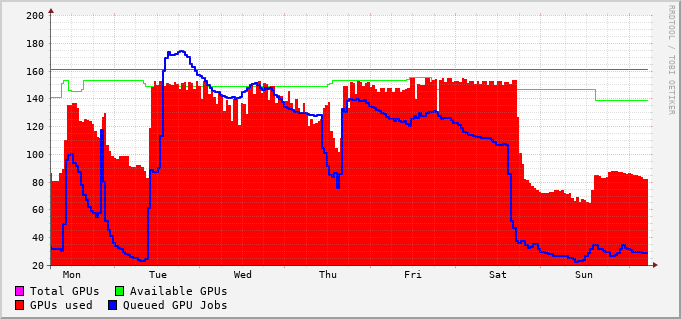 200
180
160
140
120
100
80
60
40
20
Mon Tue Wed Thu Fri Sat Sun
Total GPUs Available GPUs
GPUs used Queued GPU Jobs
RRDTOOL / TOBI OETIKER